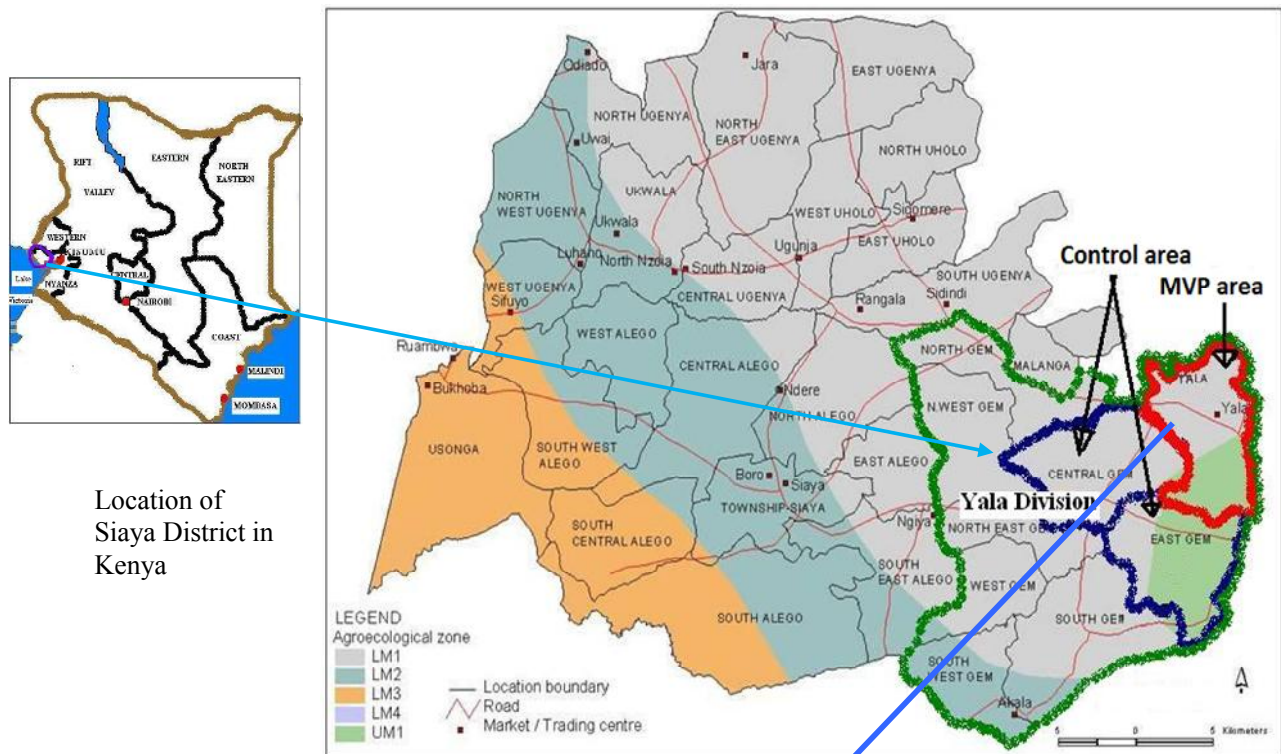 RIFT
VALLEY
EASTERN
NORTH
EASTERN
WESTERN
KISUMU
Lake
Victoria
NYANZA
CENTRAL
NAIROBI
COAST
MALINDI
MOMBASA
Location of
Siaya District in
Kenya
Odiado
Jara
EAST UGENYA
NORTH UGENYA
NORTH
EAST UGENYA
Uwai
NORTH UHOLO
UKWALA
NORTH
WEST UGENYA
Ukwala
WEST UHOLO
Sigomere
Luhano
North Nzoia
South Nzoia
Ugunja
EAST UHOLO
SOUTH UGENYA
WEST UGENYA
Sifuyo
CENTRAL UGENYA
Rangala
Sidindi
Control area
MVP area
WEST ALEGO
Ruambwa
CENTRAL ALEGO
NORTH GEM
MALANGA
YALA
Yala
Bukhoba
Ndere
NORTH ALEGO
N.WEST GEM
USONGA
SOUTH WEST
ALEGO
EAST ALEGO
CENTRAL GEM
Boro
Siaya
TOWNSHIP-SIAYA
Yala Division
Ngiya
NORTH EAST GEM
EAST GEM
SOUTH
CENTRAL ALEGO
SOUTH
EAST ALEGO
WEST GEM
SOUTH ALEGO
SOUTH GEM
SOUTH
WEST GEM
Akala
LEGEND
Agroecological zone
LM1
LM2
LM3
LM4
UM1
Location boundary
Road
Market / Trading centre
5 0 5 Kilometers